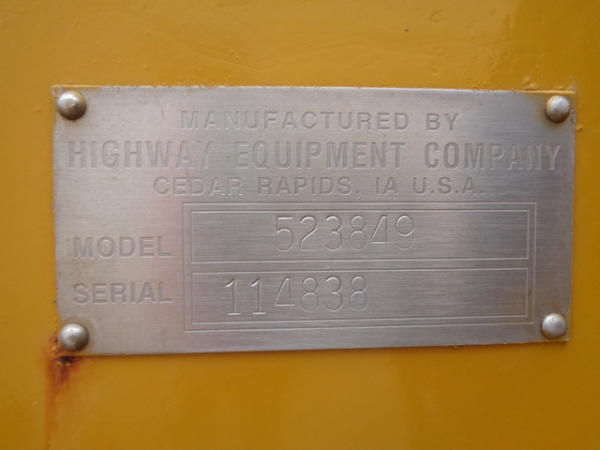 MANUFACTURED BY
HIGHWAY EQUIPMENT COMPANY
CEDAR RAPIDS, IA U.S.A.
MODEL 523849
SERIAL 114838